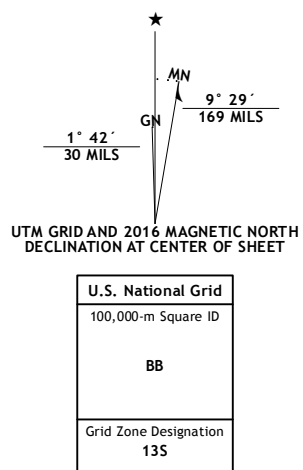 MN
GN
9° 29´
169 MILS
1° 42´
30 MILS
UTM GRID AND 2016 MAGNETIC NORTH
DECLINATION AT CENTER OF SHEET
U.S. National Grid
100,000-m Square ID
BB
Grid Zone Designation
13S